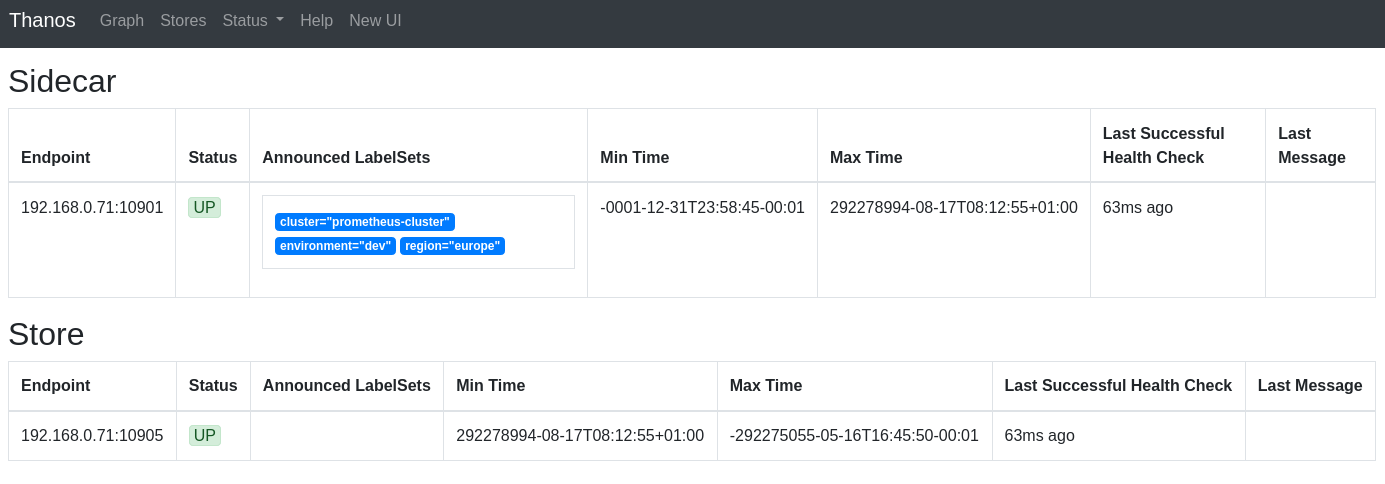 Thanos Graph Stores Status Help New UI
Sidecar
Endpoint Status Announced LabelSets Min Time Max Time Last Successful Health Check Last Message
192.168.0.71:10901 UP cluster="prometheus-cluster" -0001-12-31T23:58:45-00:01 292278994-08-17T08:12:55+01:00 63ms ago
environment="dev" region="europe"
Store
Endpoint Status Announced LabelSets Min Time Max Time Last Successful Health Check Last Message
192.168.0.71:10905 UP 292278994-08-17T08:12:55+01:00 -292275055-05-16T16:45:50-00:01 63ms ago